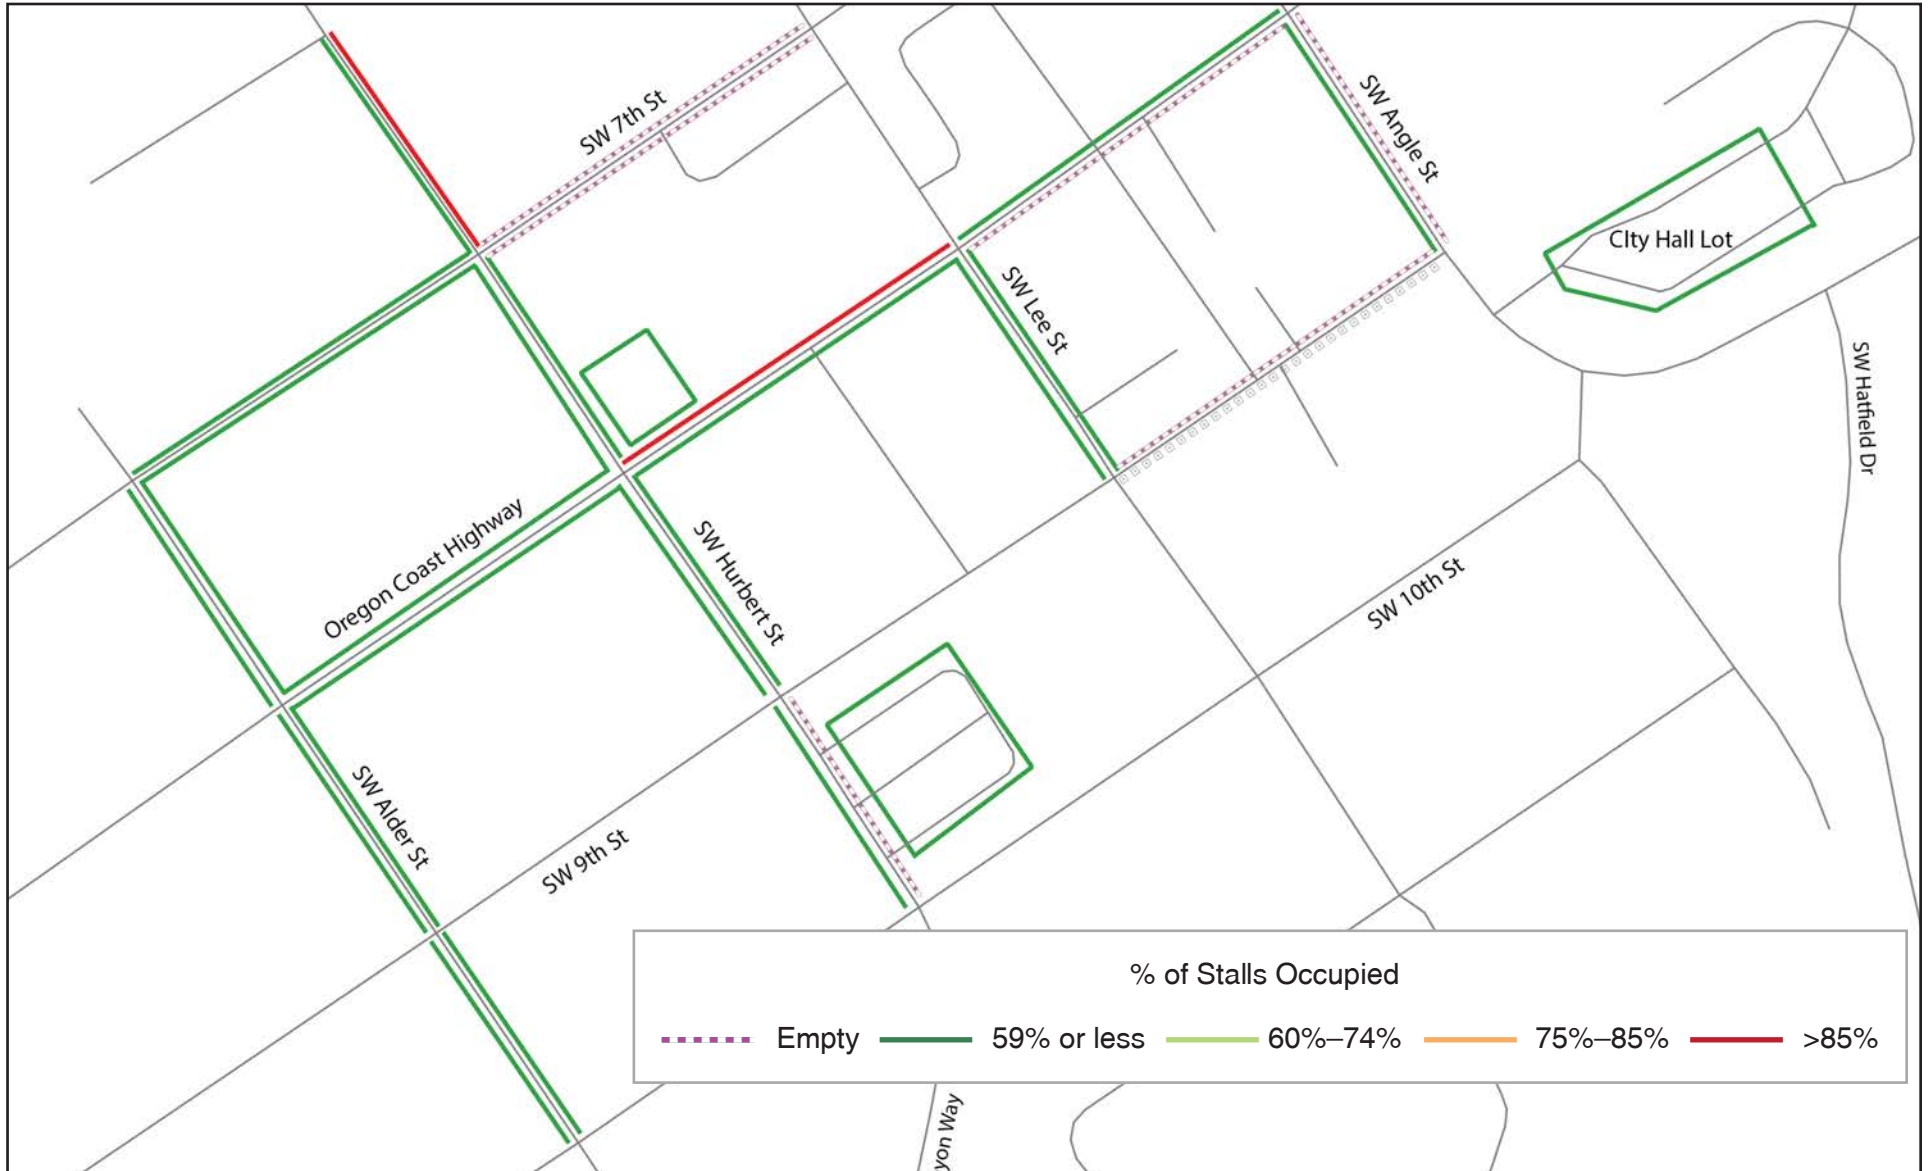 SW 7th St
SW Angle St
CIty Hall Lot
SW Lee St
SW Hatfield Dr
Oregon Coast Highway
SW Hurbert St
SW 10th St
SW Alder St
SW 9th St
% of Stalls Occupied
Empty 59% or less 60%–74% 75%–85% >85%
yon Way